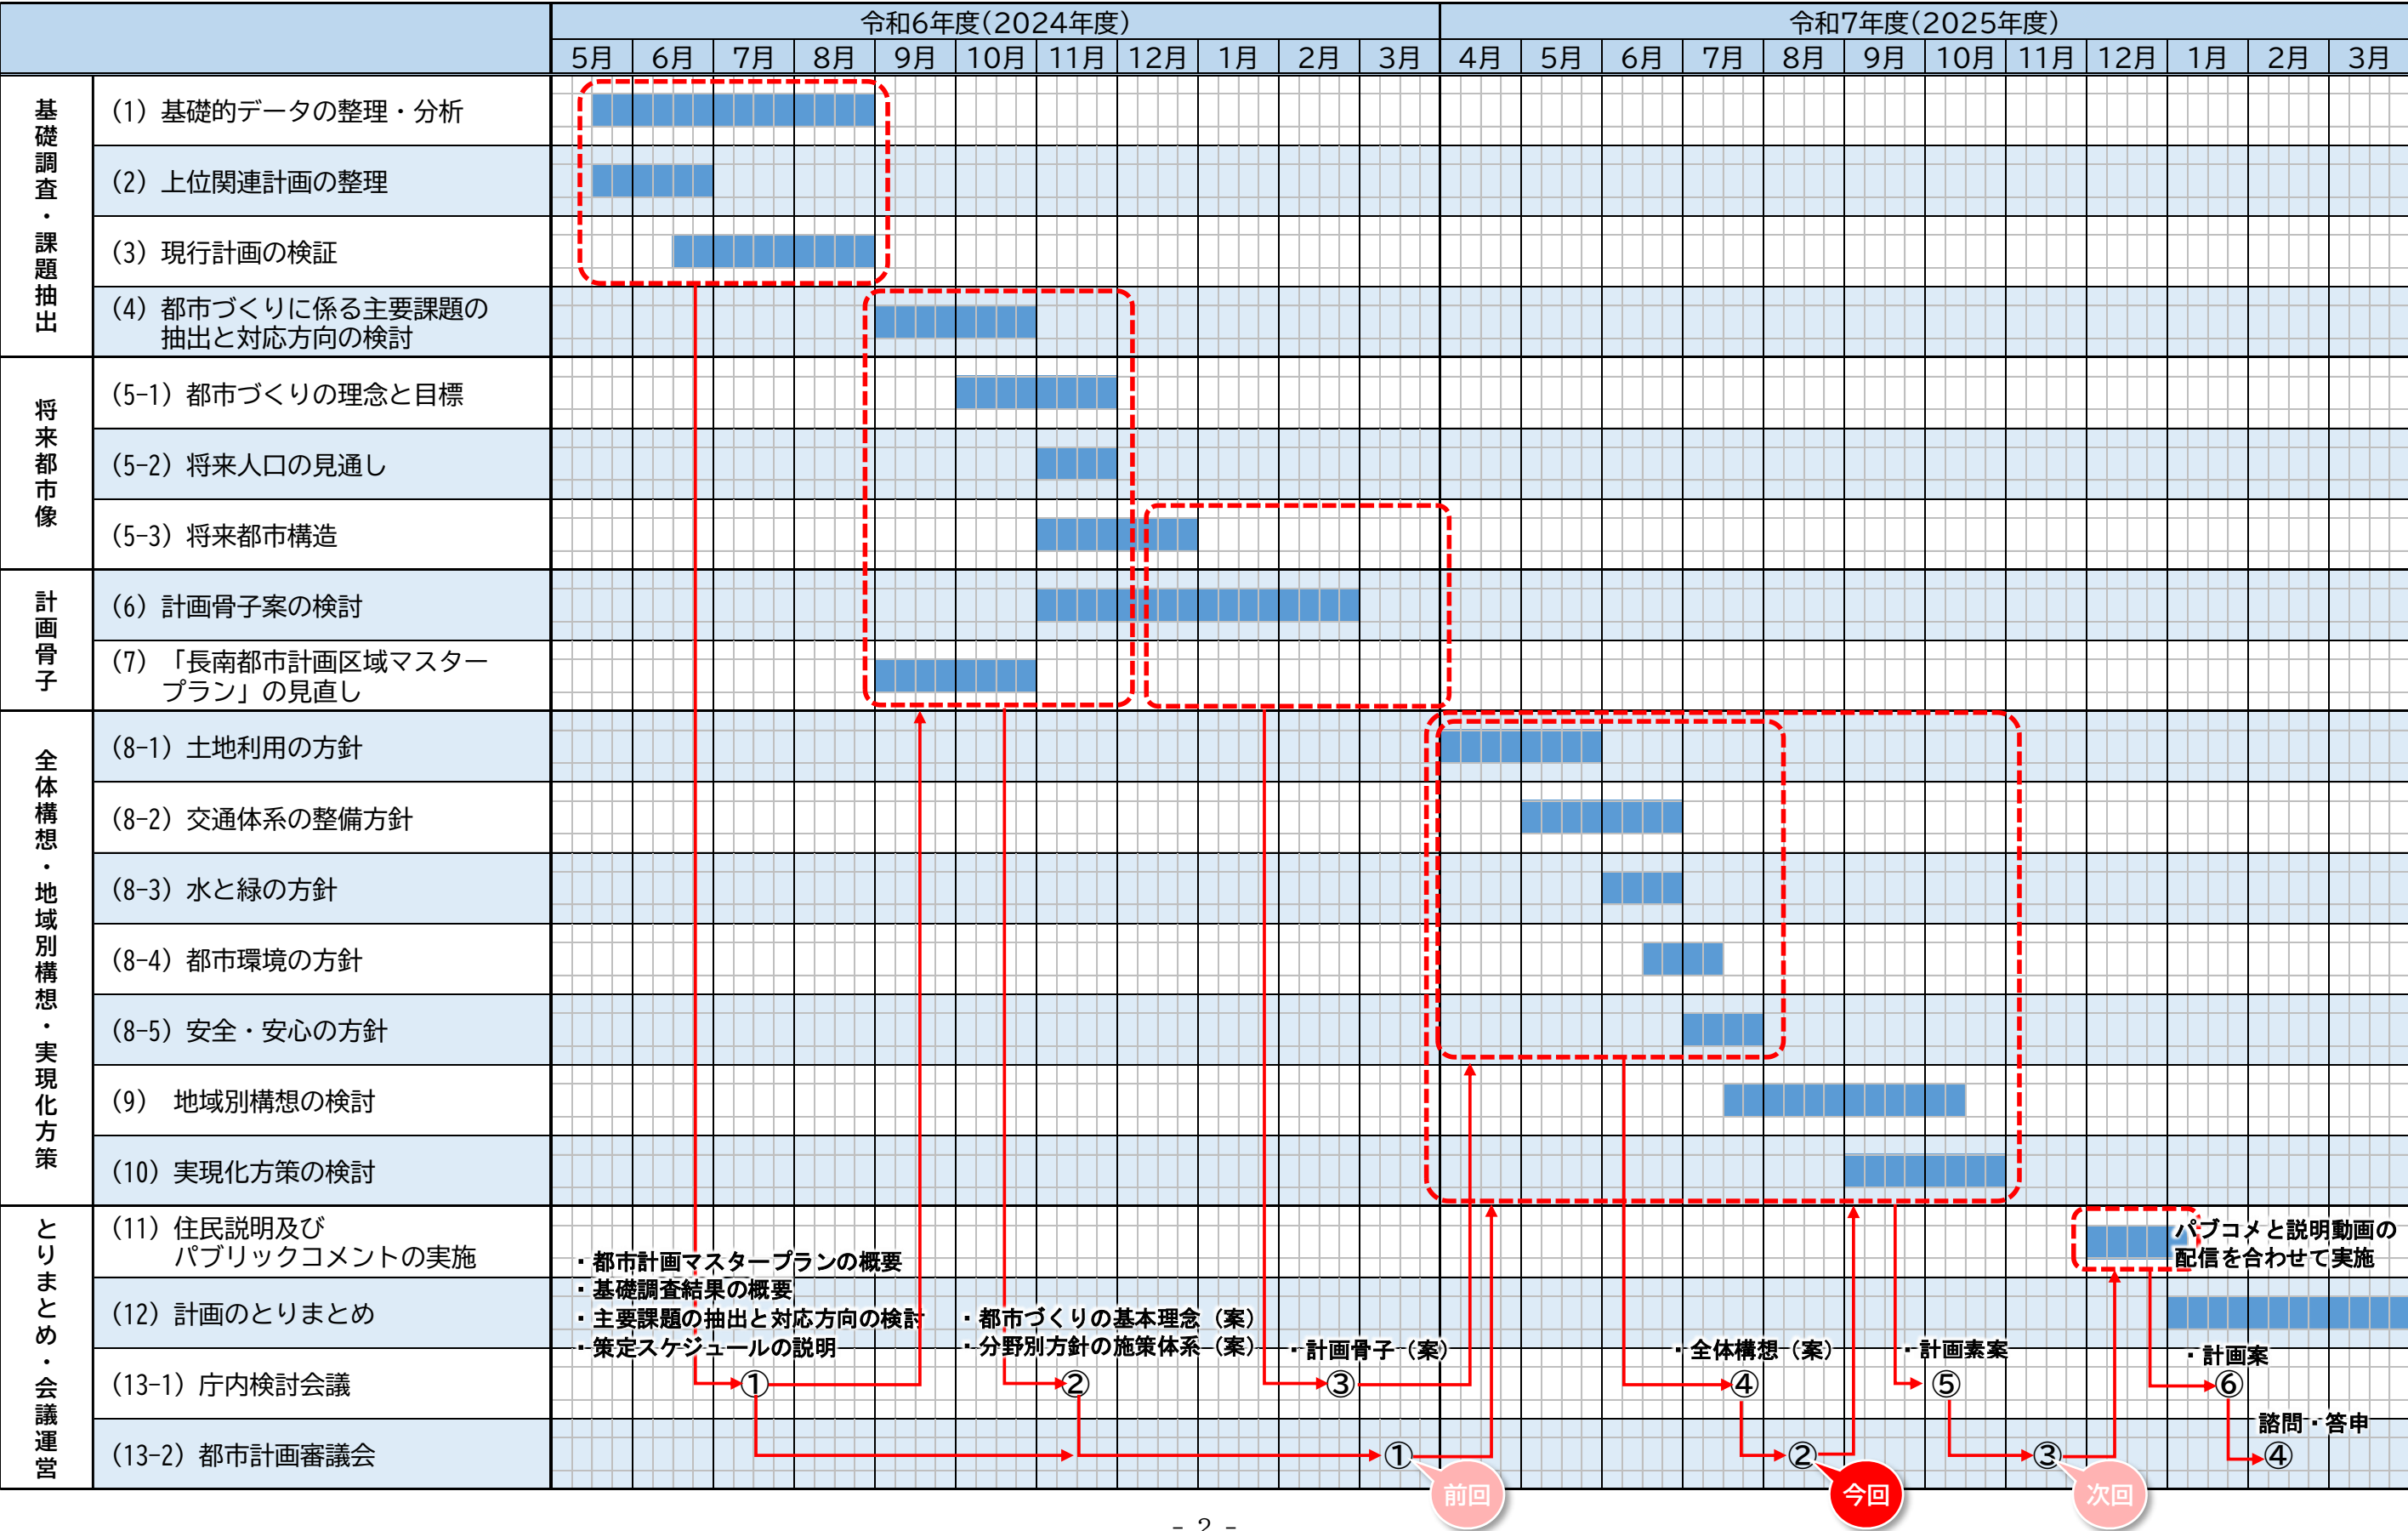 令和6年度(2024年度)
令和7年度(2025年度)
5月 6月 7月 8月 9月 10月 11月 12月 1月 2月 3月 4月 5月 6月 7月 8月 9月 10月 11月 12月 1月 2月 3月
基礎調査・課題抽出
(1) 基礎的データの整理・分析
(2) 上位関連計画の整理
(3) 現行計画の検証
(4) 都市づくりに係る主要課題の
抽出と対応方向の検討
将来都市像
(5-1) 都市づくりの理念と目標
(5-2) 将来人口の見通し
(5-3) 将来都市構造
計画骨子
(6) 計画骨子案の検討
(7) 「長南都市計画区域マスター
プラン」の見直し
全体構想・地域別構想・実現化方策
(8-1) 土地利用の方針
(8-2) 交通体系の整備方針
(8-3) 水と緑の方針
(8-4) 都市環境の方針
(8-5) 安全・安心の方針
(9) 地域別構想の検討
(10) 実現化方策の検討
とりまとめ・会議運営
(11) 住民説明及び
パブリックコメントの実施
パブコメと説明動画の
配信を合わせて実施
(12) 計画のとりまとめ
・都市計画マスタープランの概要
・基礎調査結果の概要
・主要課題の抽出と対応方向の検討
・策定スケジュールの説明
・都市づくりの基本理念(案)
・分野別方針の施策体系(案)
・計画骨子(案)
・全体構想(案)
・計画素案
・計画案
(13-1) 庁内検討会議
① ② ③ ④ ⑤ ⑥
諮問・答申
(13-2) 都市計画審議会
① ② ③ ④
前回
今回
次回
- 2 -